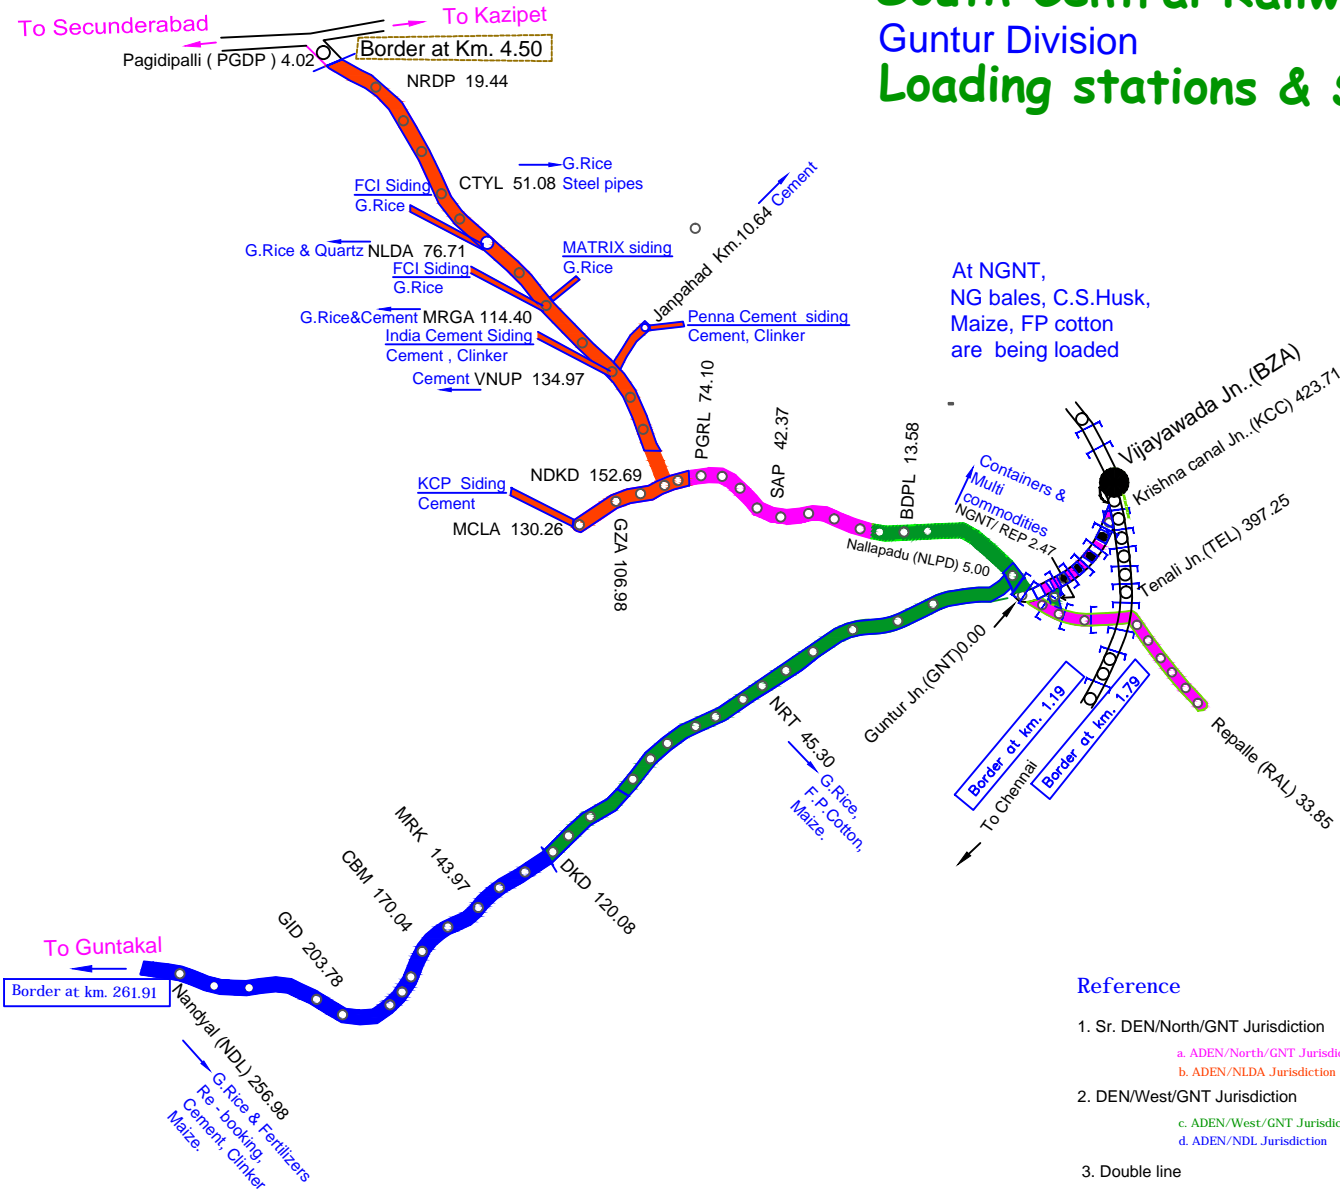 South Central Railw
Guntur Division
Loading stations & S
To Secunderabad
To Kazipet
Border at Km. 4.50
Pagidipalli ( PGDP ) 4.02
NRDP 19.44
CTYL 51.08
G.Rice
Steel pipes
FCI Siding
G.Rice
G.Rice & Quartz NLDA 76.71
FCI Siding
G.Rice
MATRIX siding
G.Rice
G.Rice&Cement MRGA 114.40
India Cement Siding
Cement , Clinker
Cement VNUP 134.97
Janpahad Km.10.64 Cement
Penna Cement siding
Cement, Clinker
At NGNT,
NG bales, C.S.Husk,
Maize, FP cotton
are being loaded
KCP Siding
Cement
NDKD 152.69
MCLA 130.26
GZA 106.98
PGRL 74.10
SAP 42.37
BDPL 13.58
Nallapadu (NLPD) 5.00
Containers &
Multi
commodities
NGNT/ REP 2.47
Vijayawada Jn..(BZA)
Krishna canal Jn..(KCC) 423.71
Tenali Jn.(TEL) 397.25
Guntur Jn.(GNT)0.00
Border at km. 1.19
Border at km. 1.79
To Chennai
Repalle (RAL) 33.85
NRT 45.30
G.Rice,
F.P.Cotton,
Maize.
DKD 120.08
MRK 143.97
CBM 170.04
GID 203.78
To Guntakal
Border at km. 261.91
Nandyal (NDL) 256.98
G.Rice & Fertilizers
Re - booking,
Cement, Clinker
Maize.
Reference
1. Sr. DEN/North/GNT Jurisdiction
a. ADEN/North/GNT Jurisdic
b. ADEN/NLDA Jurisdiction
2. DEN/West/GNT Jurisdiction
c. ADEN/West/GNT Jurisdic
d. ADEN/NDL Jurisdiction
3. Double line